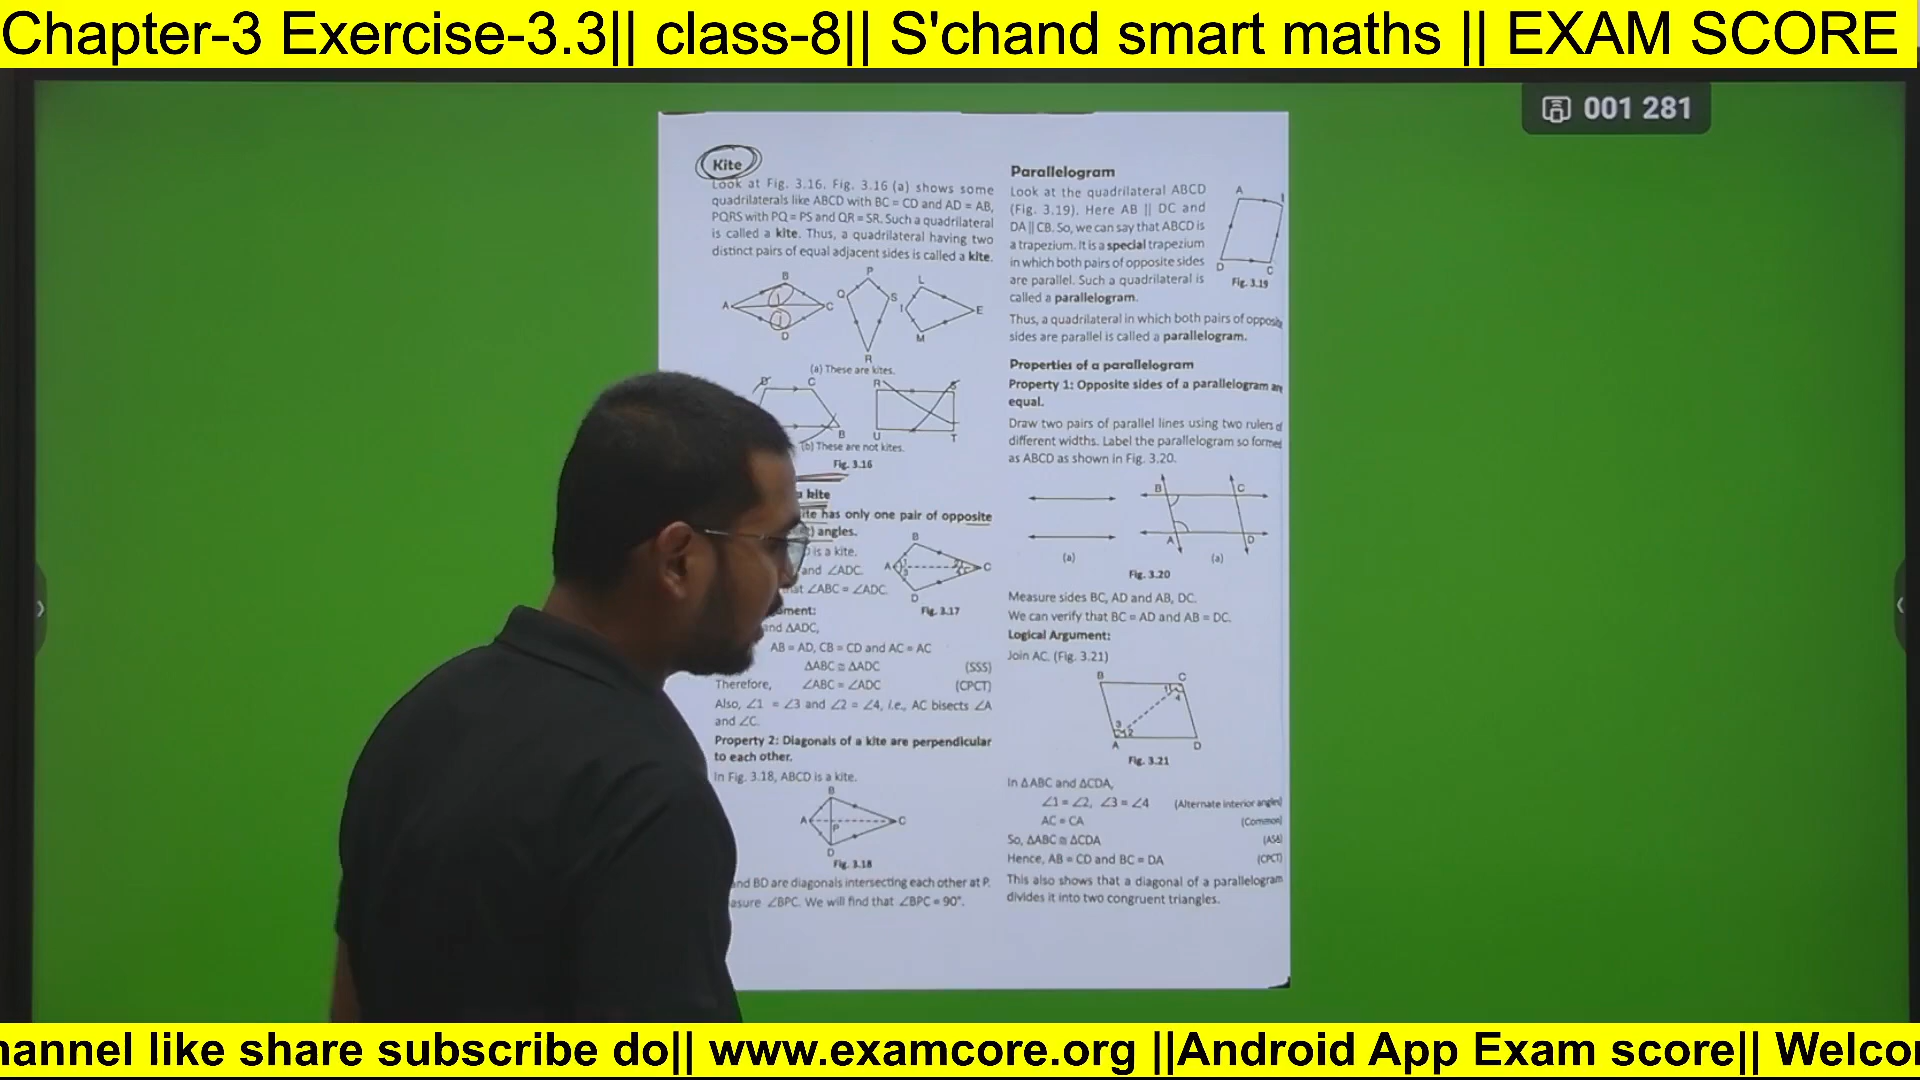 Chapter-3 Exercise-3.3|| class-8|| S'chand smart maths || EXAM SCORE
001 281
Kite
Look at Fig. 3.16. Fig. 3.16 (a) shows some
quadrilaterals like ABCD with BC = CD and AD = AB,
PQRS with PQ = PS and QR = SR. Such a quadrilateral
is called a kite. Thus, a quadrilateral having two
distinct pairs of equal adjacent sides is called a kite.
B
A
C
D
P
Q
S
R
L
I
E
M
(a) These are kites.
C
B
R
S
U
T
(b) These are not kites.
Fig. 3.16
a kite
has only one pair of opposite
angles.
is a kite.
and ∠ADC.
∠ABC = ∠ADC.
B
A
C
D
Fig. 3.17
and ΔADC,
AB = AD, CB = CD and AC = AC
ΔABC ≅ ΔADC (SSS)
Therefore, ∠ABC = ∠ADC (CPCT)
Also, ∠1 = ∠3 and ∠2 = ∠4, i.e., AC bisects ∠A
and ∠C.
Property 2: Diagonals of a kite are perpendicular
to each other.
In Fig. 3.18, ABCD is a kite.
B
A
P
C
D
Fig. 3.18
and BD are diagonals intersecting each other at P.
∠BPC. We will find that ∠BPC = 90°.
Parallelogram
Look at the quadrilateral ABCD
(Fig. 3.19). Here AB || DC and
DA || CB. So, we can say that ABCD is
a trapezium. It is a special trapezium
in which both pairs of opposite sides
are parallel. Such a quadrilateral is
called a parallelogram.
A
D
C
Fig. 3.19
Thus, a quadrilateral in which both pairs of opposite
sides are parallel is called a parallelogram.
Properties of a parallelogram
Property 1: Opposite sides of a parallelogram are
equal.
Draw two pairs of parallel lines using two rulers of
different widths. Label the parallelogram so formed
as ABCD as shown in Fig. 3.20.
B
C
A
D
(a)
(a)
Fig. 3.20
Measure sides BC, AD and AB, DC.
We can verify that BC = AD and AB = DC.
Logical Argument:
Join AC. (Fig. 3.21)
B
C
1
4
3
2
A
D
Fig. 3.21
In ΔABC and ΔCDA,
∠1 = ∠2, ∠3 = ∠4 (Alternate interior angles)
AC = CA (Common)
So, ΔABC ≅ ΔCDA (ASA)
Hence, AB = CD and BC = DA (CPCT)
This also shows that a diagonal of a parallelogram
divides it into two congruent triangles.
hannel like share subscribe do|| www.examcore.org ||Android App Exam score|| Welco